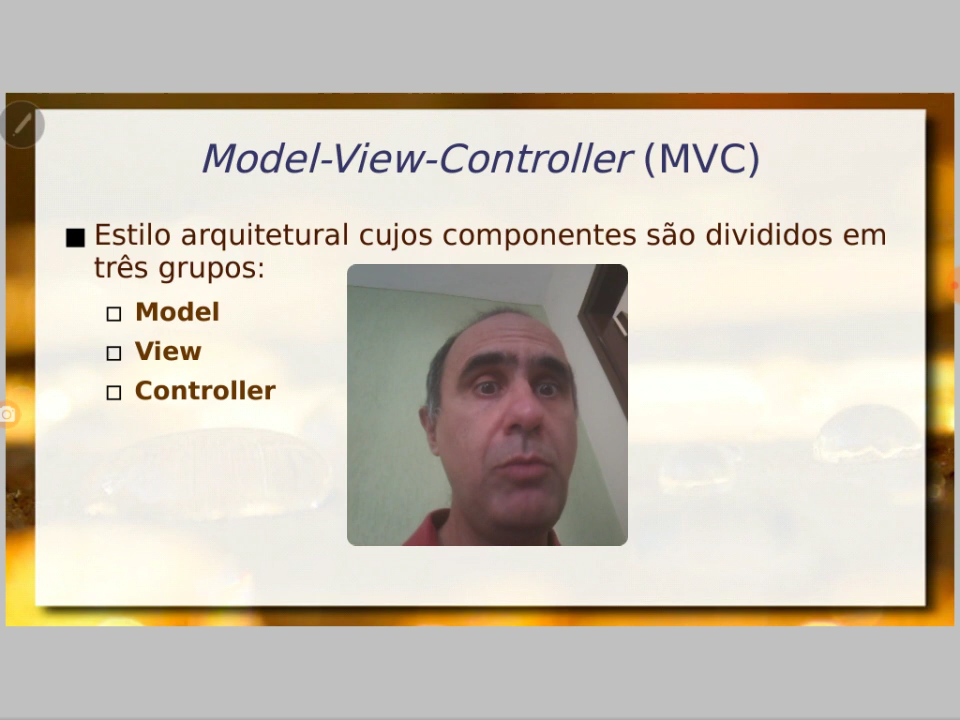 Model-View-Controller (MVC)
Estilo arquitetural cujos componentes são divididos em
três grupos:
Model
View
Controller